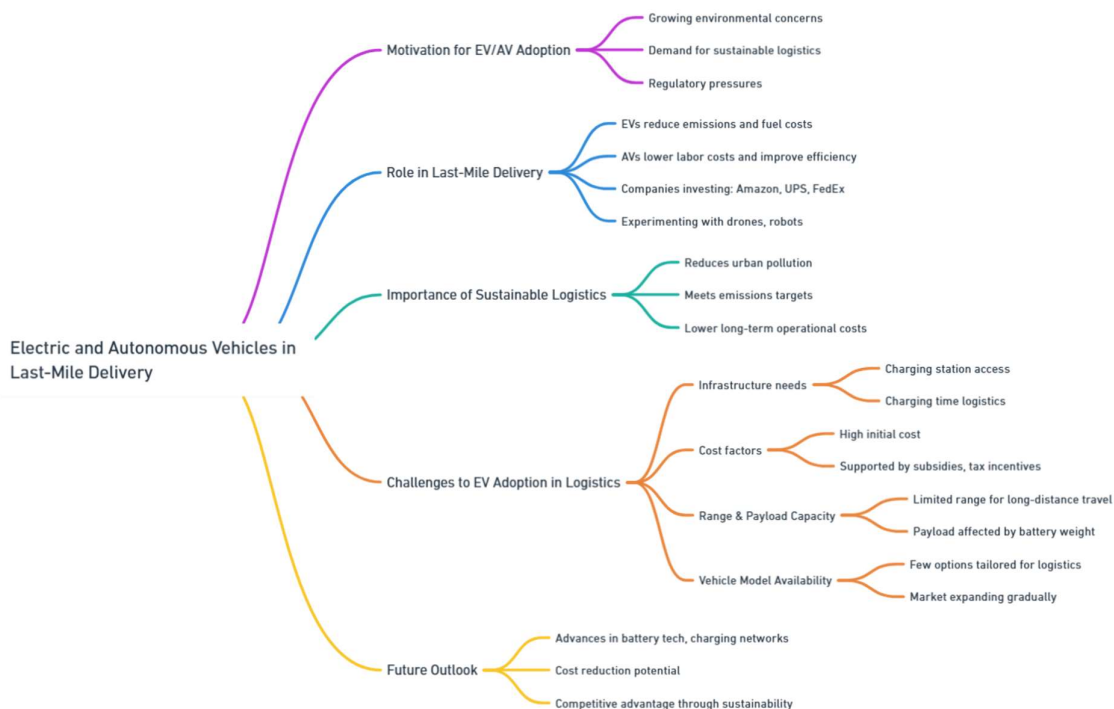 Electric and Autonomous Vehicles in
Last-Mile Delivery
Motivation for EV/AV Adoption
Growing environmental concerns
Demand for sustainable logistics
Regulatory pressures
Role in Last-Mile Delivery
EVs reduce emissions and fuel costs
AVs lower labor costs and improve efficiency
Companies investing: Amazon, UPS, FedEx
Experimenting with drones, robots
Importance of Sustainable Logistics
Reduces urban pollution
Meets emissions targets
Lower long-term operational costs
Challenges to EV Adoption in Logistics
Infrastructure needs
Charging station access
Charging time logistics
Cost factors
High initial cost
Supported by subsidies, tax incentives
Range & Payload Capacity
Limited range for long-distance travel
Payload affected by battery weight
Vehicle Model Availability
Few options tailored for logistics
Market expanding gradually
Future Outlook
Advances in battery tech, charging networks
Cost reduction potential
Competitive advantage through sustainability